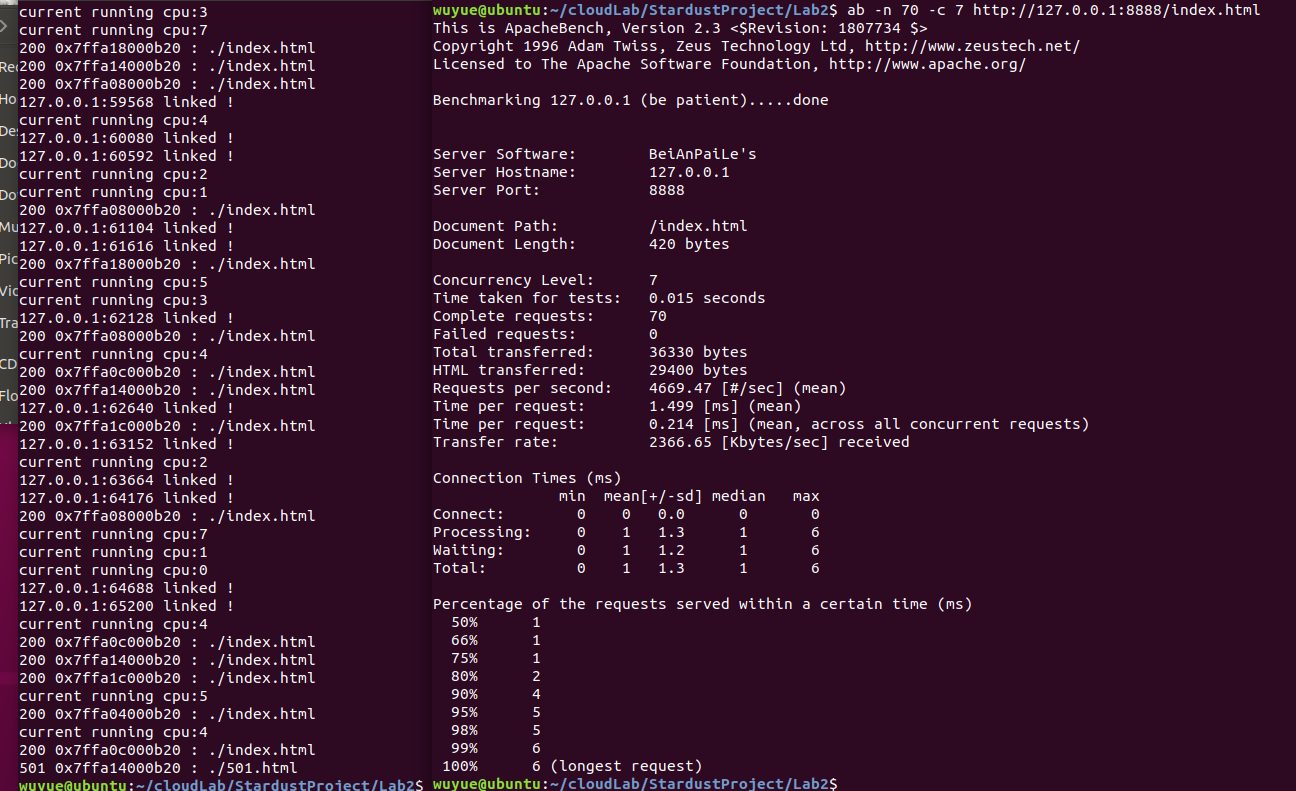 current running cpu:3
current running cpu:7
200 0x7ffa18000b20 : ./index.html
200 0x7ffa14000b20 : ./index.html
200 0x7ffa08000b20 : ./index.html
127.0.0.1:59568 linked !
current running cpu:4
127.0.0.1:60080 linked !
127.0.0.1:60592 linked !
current running cpu:2
current running cpu:1
200 0x7ffa08000b20 : ./index.html
127.0.0.1:61104 linked !
127.0.0.1:61616 linked !
200 0x7ffa18000b20 : ./index.html
current running cpu:5
current running cpu:3
127.0.0.1:62128 linked !
200 0x7ffa08000b20 : ./index.html
current running cpu:4
200 0x7ffa0c000b20 : ./index.html
200 0x7ffa14000b20 : ./index.html
127.0.0.1:62640 linked !
200 0x7ffa1c000b20 : ./index.html
127.0.0.1:63152 linked !
current running cpu:2
127.0.0.1:63664 linked !
127.0.0.1:64176 linked !
200 0x7ffa08000b20 : ./index.html
current running cpu:7
current running cpu:1
current running cpu:0
127.0.0.1:64688 linked !
127.0.0.1:65200 linked !
current running cpu:4
200 0x7ffa0c000b20 : ./index.html
200 0x7ffa14000b20 : ./index.html
200 0x7ffa1c000b20 : ./index.html
current running cpu:5
200 0x7ffa04000b20 : ./index.html
current running cpu:4
200 0x7ffa0c000b20 : ./index.html
501 0x7ffa14000b20 : ./501.html
wuyue@ubuntu:~/cloudLab/StardustProject/Lab2$
wuyue@ubuntu:~/cloudLab/StardustProject/Lab2$ ab -n 70 -c 7 http://127.0.0.1:8888/index.html
This is ApacheBench, Version 2.3 <$Revision: 1807734 $>
Copyright 1996 Adam Twiss, Zeus Technology Ltd, http://www.zeustech.net/
Licensed to The Apache Software Foundation, http://www.apache.org/
Benchmarking 127.0.0.1 (be patient).....done
Server Software: BeiAnPaiLe's
Server Hostname: 127.0.0.1
Server Port: 8888
Document Path: /index.html
Document Length: 420 bytes
Concurrency Level: 7
Time taken for tests: 0.015 seconds
Complete requests: 70
Failed requests: 0
Total transferred: 36330 bytes
HTML transferred: 29400 bytes
Requests per second: 4669.47 [#/sec] (mean)
Time per request: 1.499 [ms] (mean)
Time per request: 0.214 [ms] (mean, across all concurrent requests)
Transfer rate: 2366.65 [Kbytes/sec] received
Connection Times (ms)
min mean[+/-sd] median max
Connect: 0 0 0.0 0 0
Processing: 0 1 1.3 1 6
Waiting: 0 1 1.2 1 6
Total: 0 1 1.3 1 6
Percentage of the requests served within a certain time (ms)
50% 1
66% 1
75% 1
80% 2
90% 4
95% 5
98% 5
99% 6
100% 6 (longest request)
wuyue@ubuntu:~/cloudLab/StardustProject/Lab2$